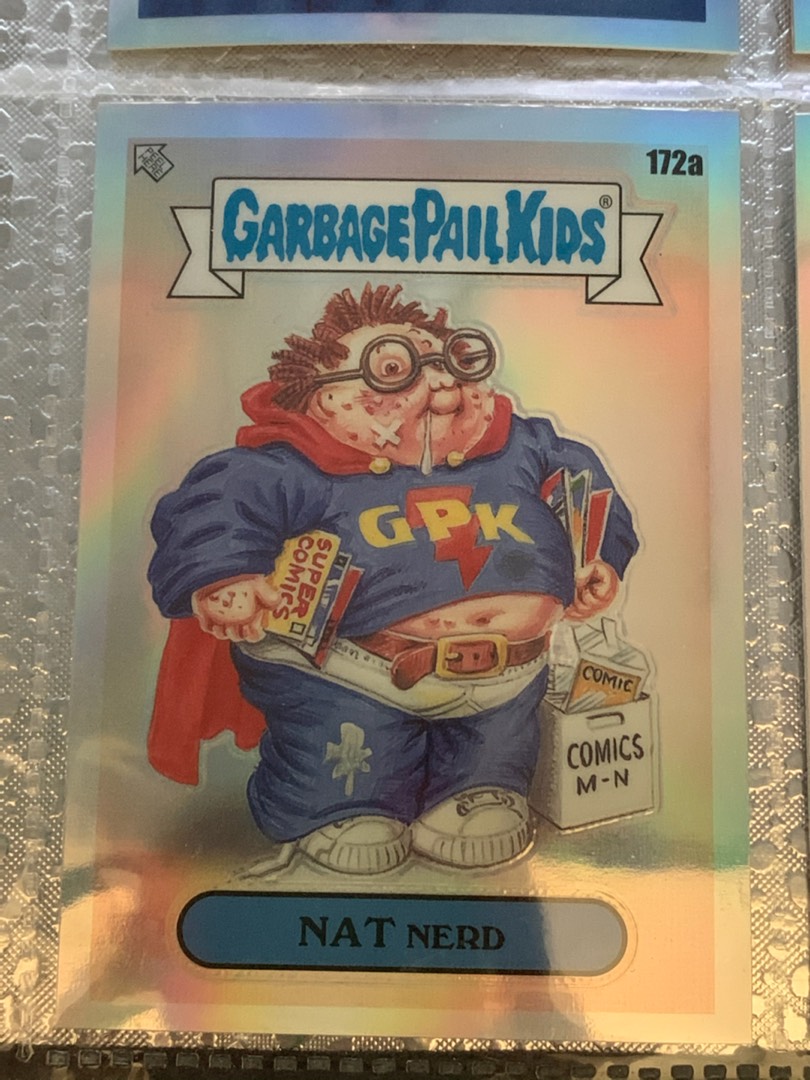 172a
GARBAGE PAIL KIDS®
GPK
SUPER
COMICS
COMIC
COMICS
M-N
NAT NERD